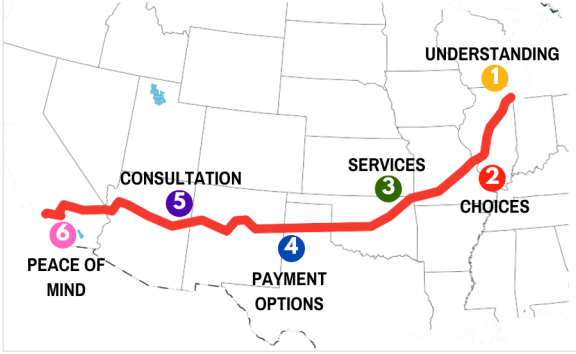 UNDERSTANDING
1
2
CHOICES
SERVICES
3
4
PAYMENT
OPTIONS
CONSULTATION
5
6
PEACE OF
MIND